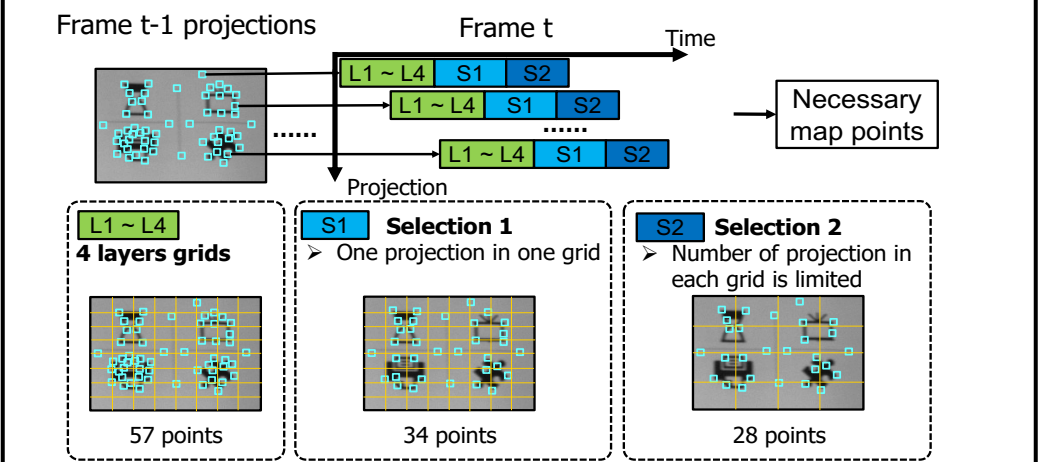 Frame t-1 projections
Frame t
Time
L1 ~ L4 S1 S2
L1 ~ L4 S1 S2
......
......
L1 ~ L4 S1 S2
Projection
Necessary
map points
L1 ~ L4
4 layers grids
57 points
S1 Selection 1
➢ One projection in one grid
34 points
S2 Selection 2
➢ Number of projection in
each grid is limited
28 points